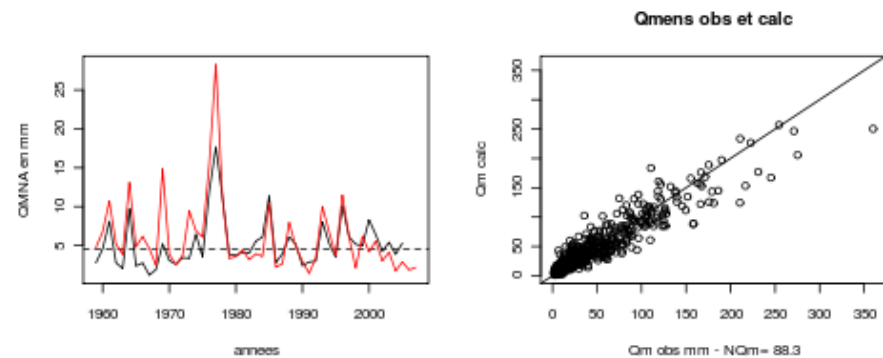 Qmens obs et calc
QMNA en mm
5 10 15 20 25
1960 1970 1980 1990 2000
annees
Qm calc
0 50 150 250 350
0 50 100 150 200 250 300 350
Qm obs mm - NQm= 88.3